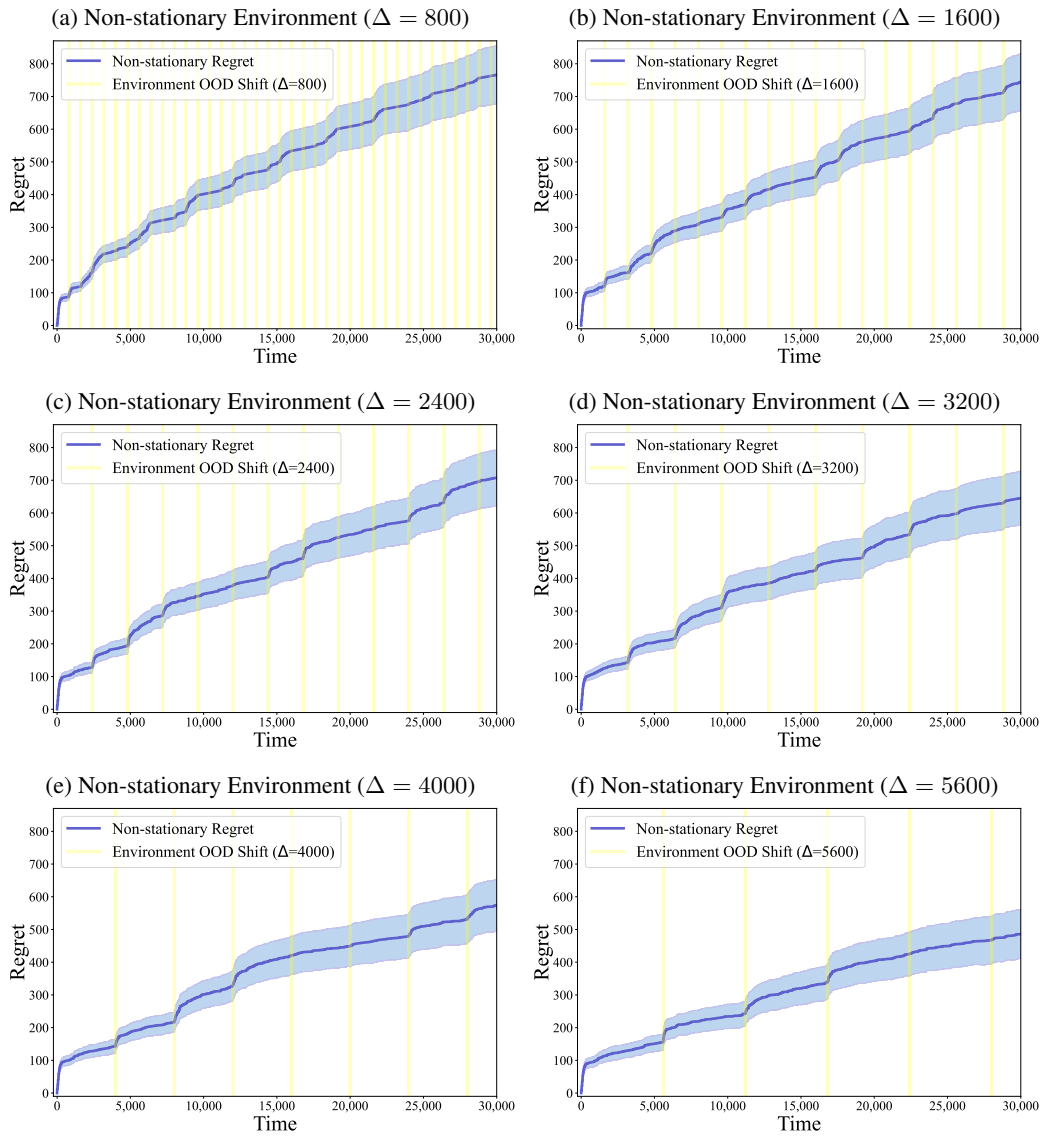 (a) Non-stationary Environment (Δ = 800)
Non-stationary Regret
Environment OOD Shift (Δ=800)
800
700
600
500
400
300
200
100
0
Regret
0 5,000 10,000 15,000 20,000 25,000 30,000
Time
(b) Non-stationary Environment (Δ = 1600)
Non-stationary Regret
Environment OOD Shift (Δ=1600)
800
700
600
500
400
300
200
100
0
Regret
0 5,000 10,000 15,000 20,000 25,000 30,000
Time
(c) Non-stationary Environment (Δ = 2400)
Non-stationary Regret
Environment OOD Shift (Δ=2400)
800
700
600
500
400
300
200
100
0
Regret
0 5,000 10,000 15,000 20,000 25,000 30,000
Time
(d) Non-stationary Environment (Δ = 3200)
Non-stationary Regret
Environment OOD Shift (Δ=3200)
800
700
600
500
400
300
200
100
0
Regret
0 5,000 10,000 15,000 20,000 25,000 30,000
Time
(e) Non-stationary Environment (Δ = 4000)
Non-stationary Regret
Environment OOD Shift (Δ=4000)
800
700
600
500
400
300
200
100
0
Regret
0 5,000 10,000 15,000 20,000 25,000 30,000
Time
(f) Non-stationary Environment (Δ = 5600)
Non-stationary Regret
Environment OOD Shift (Δ=5600)
800
700
600
500
400
300
200
100
0
Regret
0 5,000 10,000 15,000 20,000 25,000 30,000
Time